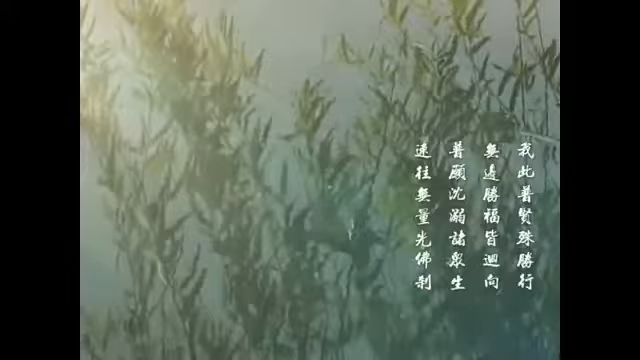 我此普賢殊勝行
無邊勝福皆迴向
普願沈溺諸眾生
速往無量光佛剎